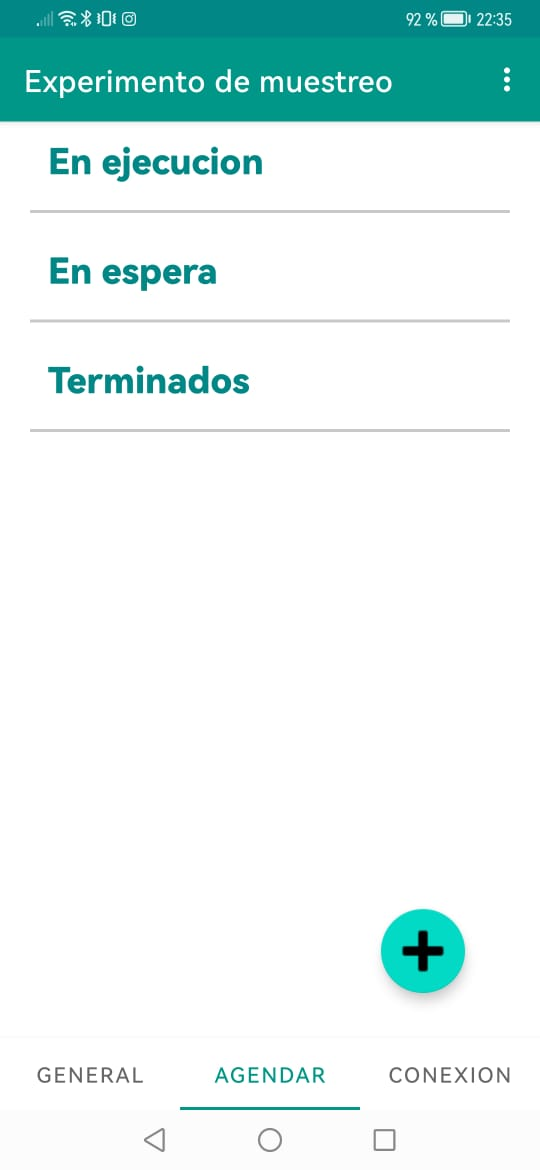 92 % 22:35
Experimento de muestreo
En ejecucion
En espera
Terminados
GENERAL AGENDAR CONEXION